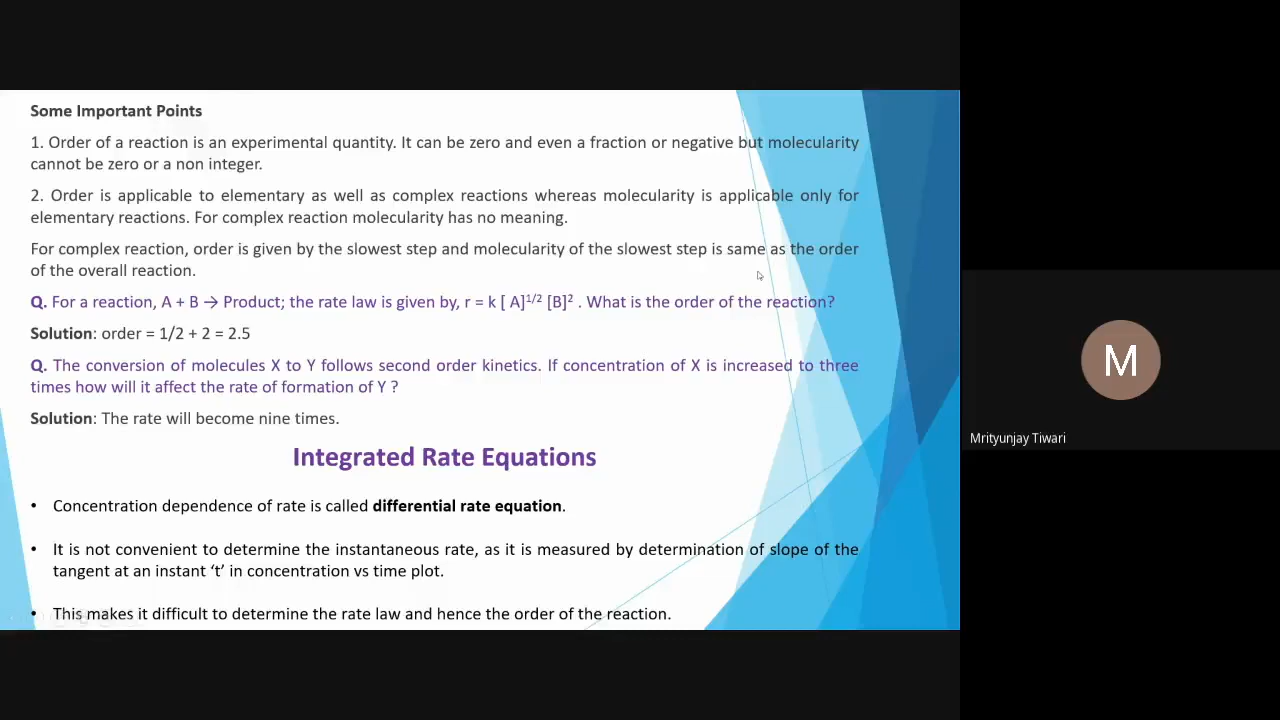 Some Important Points
1. Order of a reaction is an experimental quantity. It can be zero and even a fraction or negative but molecularity
cannot be zero or a non integer.
2. Order is applicable to elementary as well as complex reactions whereas molecularity is applicable only for
elementary reactions. For complex reaction molecularity has no meaning.
For complex reaction, order is given by the slowest step and molecularity of the slowest step is same as the order
of the overall reaction.
Q. For a reaction, A + B → Product; the rate law is given by, r = k [ A]^1/2 [B]^2 . What is the order of the reaction?
Solution: order = 1/2 + 2 = 2.5
Q. The conversion of molecules X to Y follows second order kinetics. If concentration of X is increased to three
times how will it affect the rate of formation of Y ?
Solution: The rate will become nine times.
Integrated Rate Equations
• Concentration dependence of rate is called differential rate equation.
• It is not convenient to determine the instantaneous rate, as it is measured by determination of slope of the
tangent at an instant ‘t’ in concentration vs time plot.
• This makes it difficult to determine the rate law and hence the order of the reaction.
M
Mrityunjay Tiwari